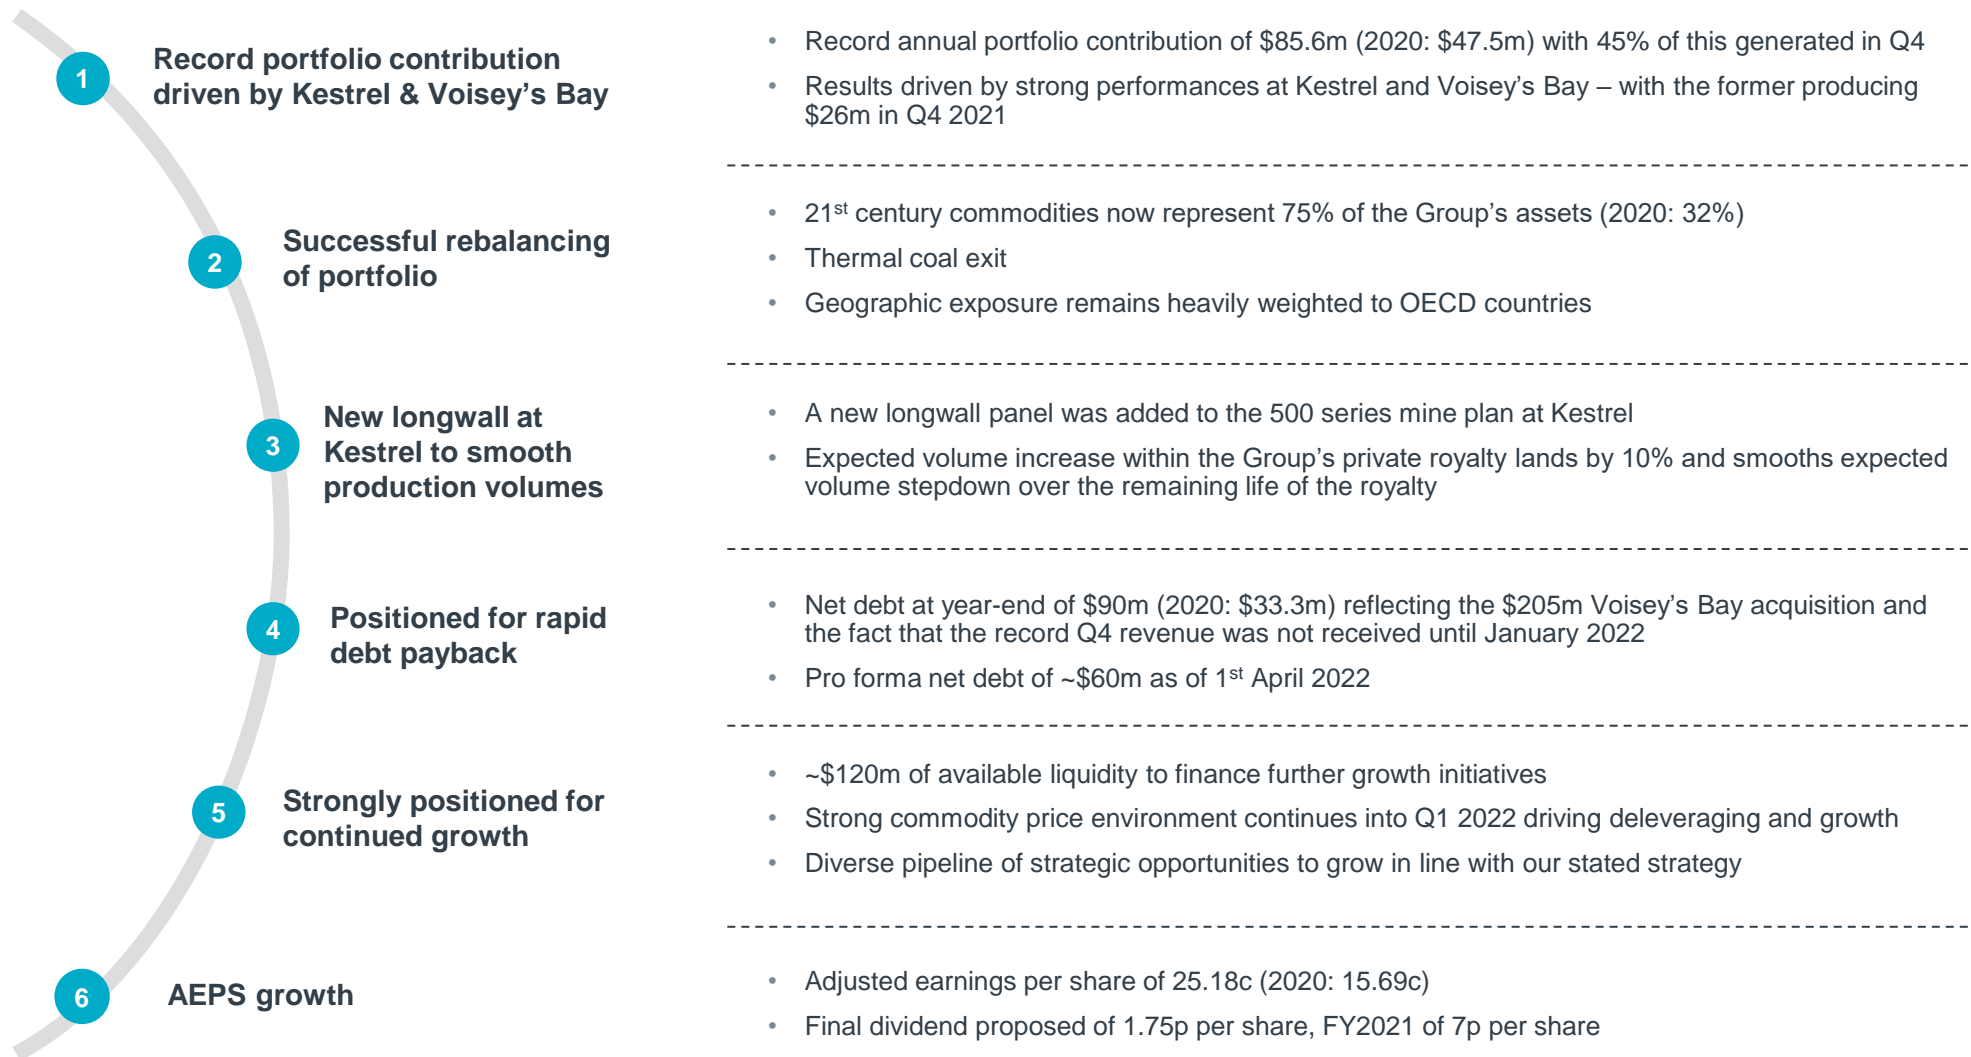 1
Record portfolio contribution
driven by Kestrel & Voisey's Bay
• Record annual portfolio contribution of $85.6m (2020: $47.5m) with 45% of this generated in Q4
• Results driven by strong performances at Kestrel and Voisey's Bay – with the former producing
$26m in Q4 2021
2
Successful rebalancing
of portfolio
• 21st century commodities now represent 75% of the Group's assets (2020: 32%)
• Thermal coal exit
• Geographic exposure remains heavily weighted to OECD countries
3
New longwall at
Kestrel to smooth
production volumes
• A new longwall panel was added to the 500 series mine plan at Kestrel
• Expected volume increase within the Group's private royalty lands by 10% and smooths expected
volume stepdown over the remaining life of the royalty
4
Positioned for rapid
debt payback
• Net debt at year-end of $90m (2020: $33.3m) reflecting the $205m Voisey's Bay acquisition and
the fact that the record Q4 revenue was not received until January 2022
• Pro forma net debt of ~$60m as of 1st April 2022
5
Strongly positioned for
continued growth
• ~$120m of available liquidity to finance further growth initiatives
• Strong commodity price environment continues into Q1 2022 driving deleveraging and growth
• Diverse pipeline of strategic opportunities to grow in line with our stated strategy
6
AEPS growth
• Adjusted earnings per share of 25.18c (2020: 15.69c)
• Final dividend proposed of 1.75p per share, FY2021 of 7p per share